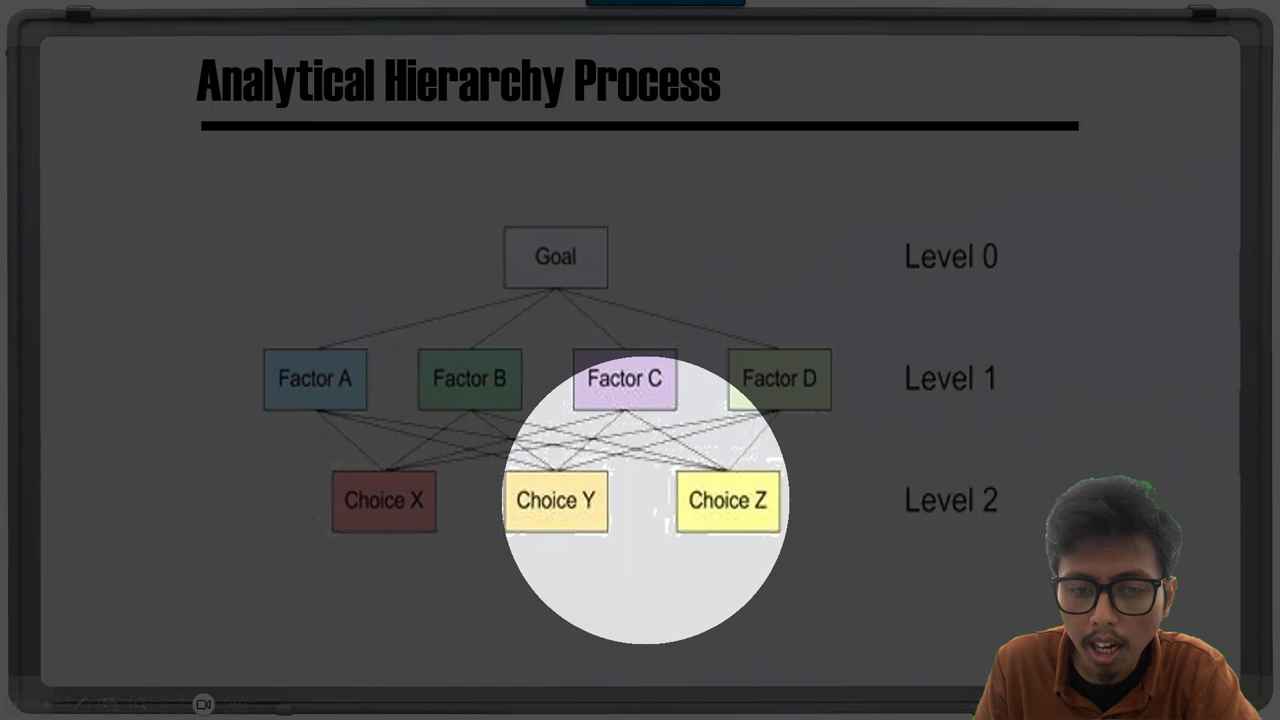 Analytical Hierarchy Process
Goal
Level 0
Factor A
Factor B
Factor C
Factor D
Level 1
Choice X
Choice Y
Choice Z
Level 2